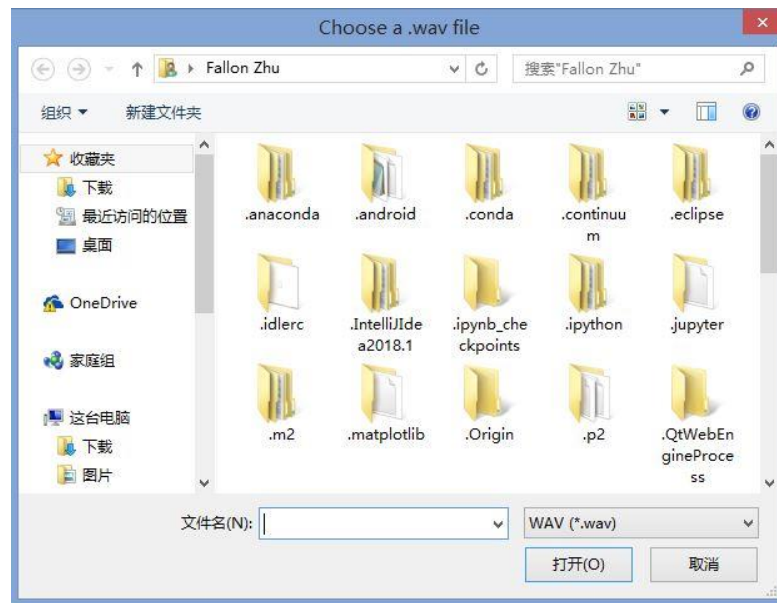 Choose a .wav file
Fallon Zhu
搜索"Fallon Zhu"
组织
新建文件夹
收藏夹
下载
最近访问的位置
桌面
OneDrive
家庭组
这台电脑
下载
图片
.anaconda
.android
.conda
.continuu
m
.eclipse
.idlerc
.IntelliJIde
a2018.1
.ipynb_che
ckpoints
.ipython
.jupyter
.m2
.matplotlib
.Origin
.p2
.QtWebEn
gineProce
ss
文件名(N):
WAV (*.wav)
打开(O)
取消